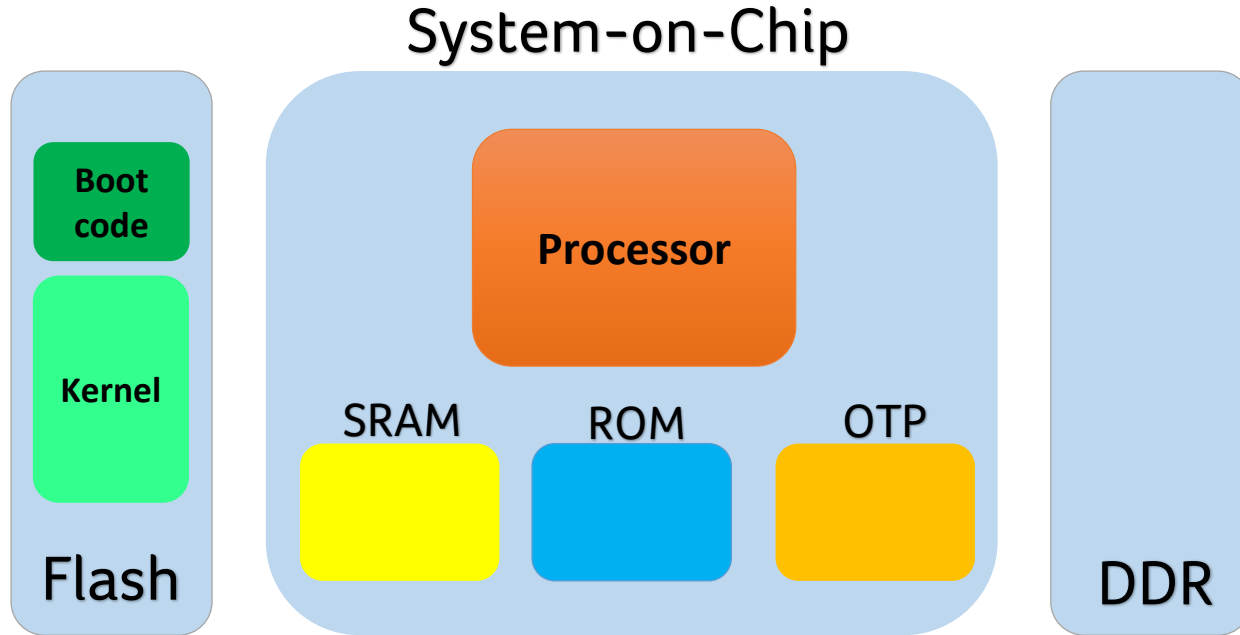 System-on-Chip
Boot
code
Kernel
Flash
Processor
SRAM
ROM
OTP
DDR